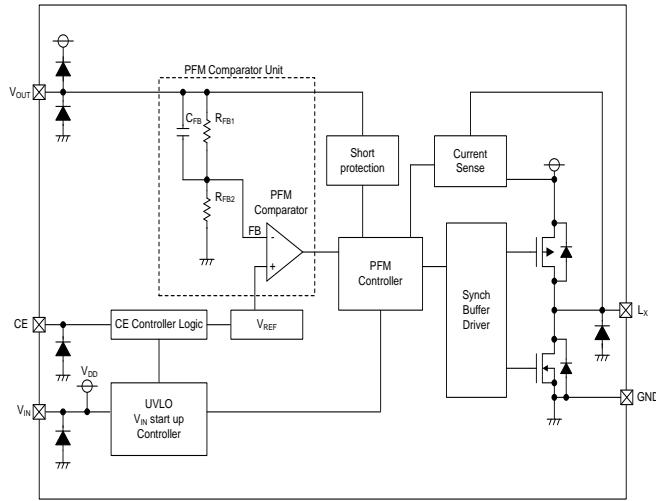 PFM Comparator Unit
VOUT
CFB
RFB1
Short
protection
Current
Sense
RFB2
PFM
Comparator
FB
-
+
PFM
Controller
Synch
Buffer
Driver
CE
CE Controller Logic
VREF
LX
VDD
VIN
UVLO
VIN start up
Controller
GND